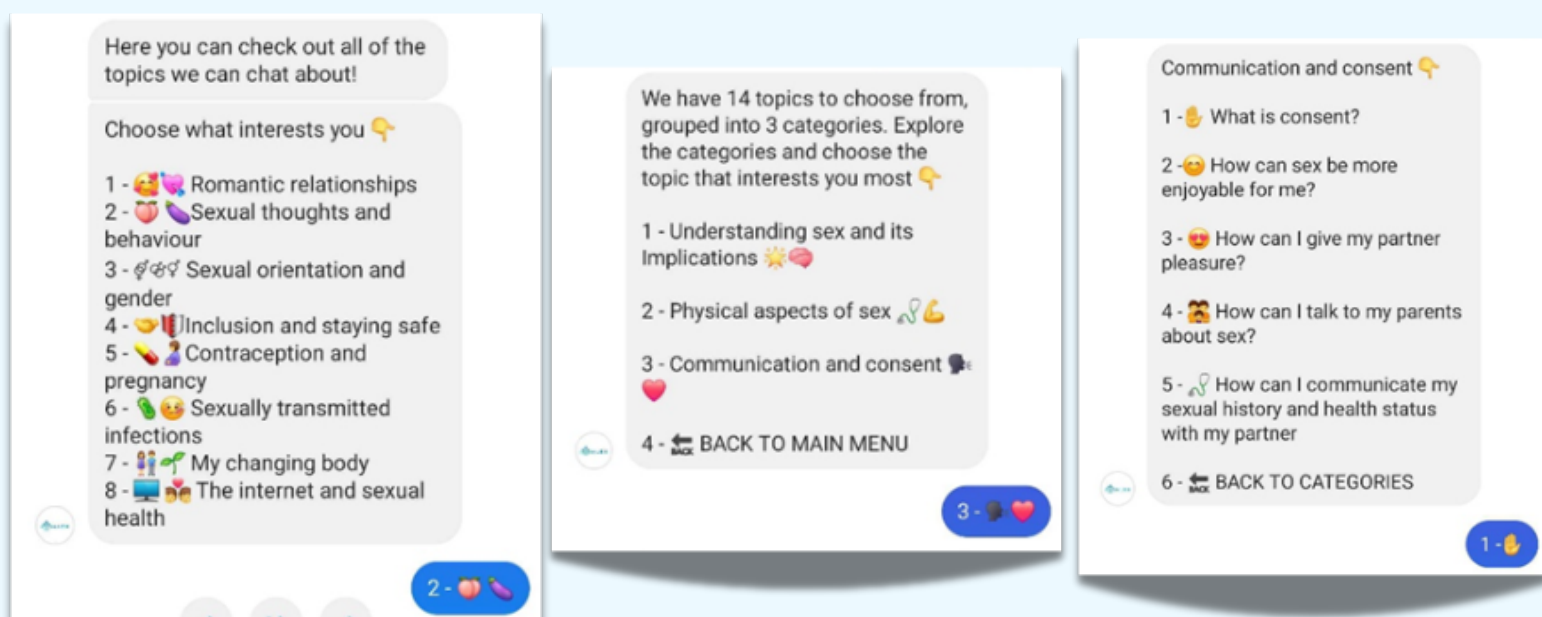 Here you can check out all of the
topics we can chat about!
Choose what interests you 👇
1 - 🥰💘 Romantic relationships
2 - 🍑 🍆Sexual thoughts and
behaviour
3 - ⚥ Sexual orientation and
gender
4 - 🤝 Inclusion and staying safe
5 - 💊🤰Contraception and
pregnancy
6 - 🦠🤒 Sexually transmitted
infections
7 - 👫🌱 My changing body
8 - 🖥️ 💏 The internet and sexual
health
2 - 🍑 🍆
We have 14 topics to choose from,
grouped into 3 categories. Explore
the categories and choose the
topic that interests you most 👇
1 - Understanding sex and its
Implications 🌟🧠
2 - Physical aspects of sex 🩺💪
3 - Communication and consent 🗣️
❤️
4 - 🔙 BACK TO MAIN MENU
3 - 🗣️ ❤️
Communication and consent 👇
1 -✋ What is consent?
2 -😊 How can sex be more
enjoyable for me?
3 - 😍 How can I give my partner
pleasure?
4 - 👪 How can I talk to my parents
about sex?
5 - 🩺 How can I communicate my
sexual history and health status
with my partner
6 - 🔙 BACK TO CATEGORIES
1 -✋